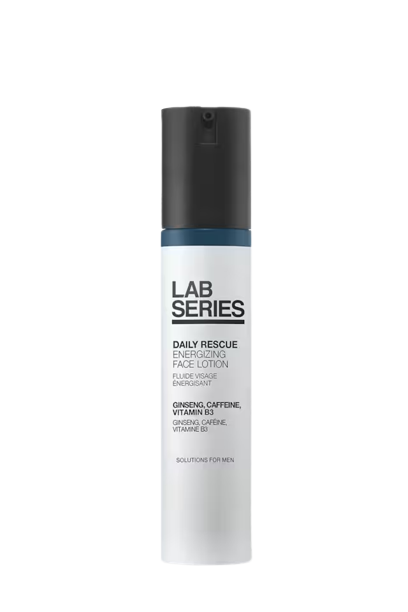 LAB
SERIES
DAILY RESCUE
ENERGIZING
FACE LOTION
FLUIDE VISAGE
ÉNERGISANT
GINSENG, CAFFEINE,
VITAMIN B3
GINSENG, CAFÉINE,
VITAMINE B3
SOLUTIONS FOR MEN